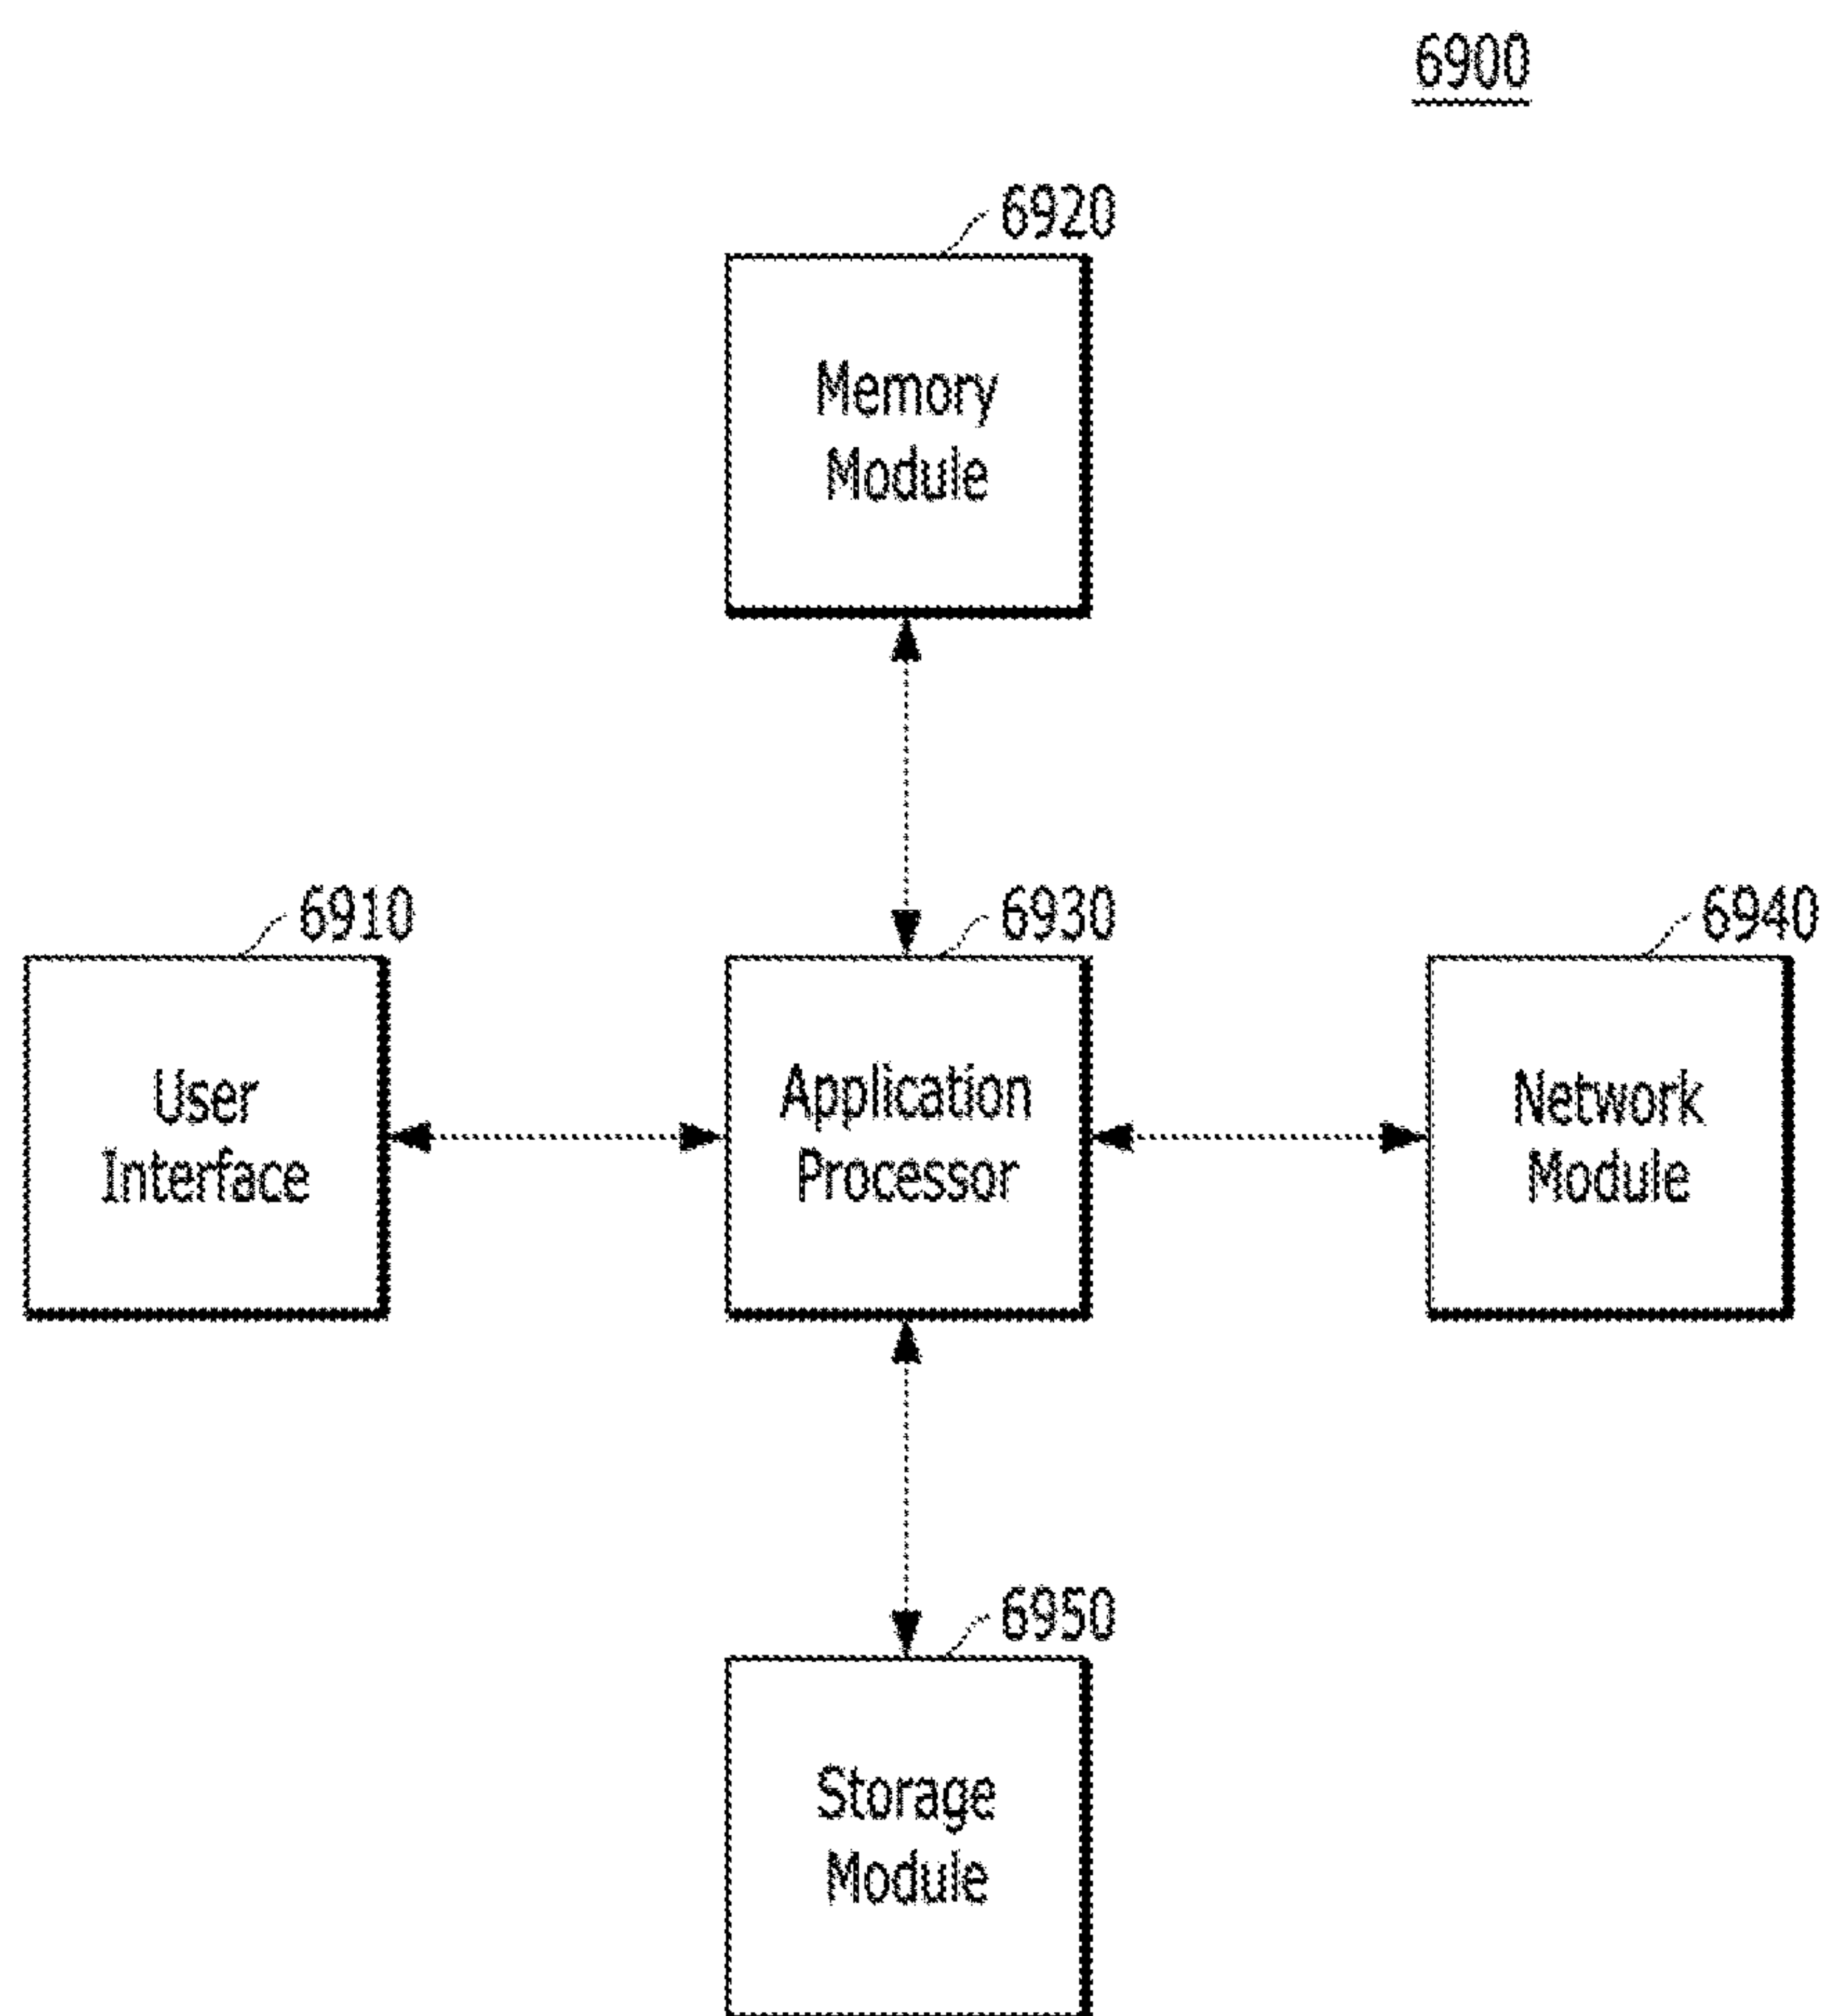 6900
6920
Memory
Module
6910
6930
6940
User
Interface
Application
Processor
Network
Module
6950
Storage
Module